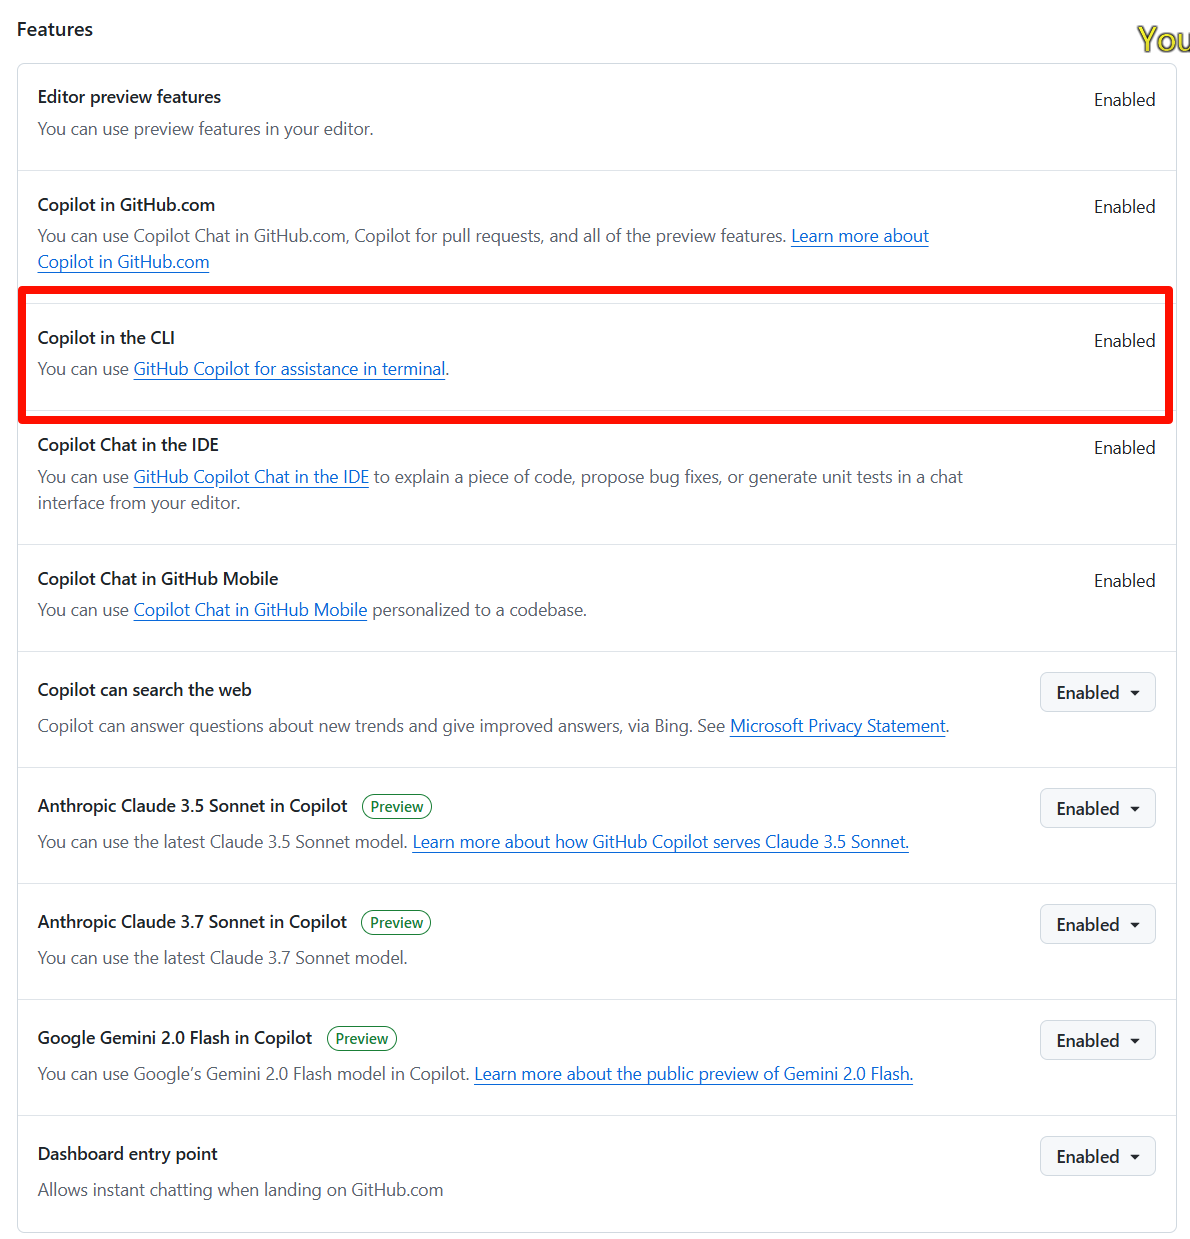 Features
You
Editor preview features
Enabled
You can use preview features in your editor.
Copilot in GitHub.com
Enabled
You can use Copilot Chat in GitHub.com, Copilot for pull requests, and all of the preview features. Learn more about
Copilot in GitHub.com
Copilot in the CLI
Enabled
You can use GitHub Copilot for assistance in terminal.
Copilot Chat in the IDE
Enabled
You can use GitHub Copilot Chat in the IDE to explain a piece of code, propose bug fixes, or generate unit tests in a chat
interface from your editor.
Copilot Chat in GitHub Mobile
Enabled
You can use Copilot Chat in GitHub Mobile personalized to a codebase.
Copilot can search the web
Enabled
Copilot can answer questions about new trends and give improved answers, via Bing. See Microsoft Privacy Statement.
Anthropic Claude 3.5 Sonnet in Copilot Preview
Enabled
You can use the latest Claude 3.5 Sonnet model. Learn more about how GitHub Copilot serves Claude 3.5 Sonnet.
Anthropic Claude 3.7 Sonnet in Copilot Preview
Enabled
You can use the latest Claude 3.7 Sonnet model.
Google Gemini 2.0 Flash in Copilot Preview
Enabled
You can use Google’s Gemini 2.0 Flash model in Copilot. Learn more about the public preview of Gemini 2.0 Flash.
Dashboard entry point
Enabled
Allows instant chatting when landing on GitHub.com